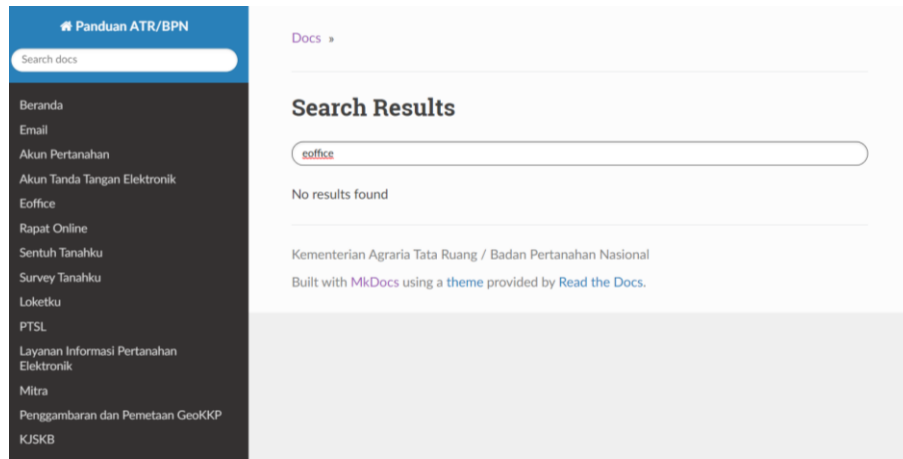 Panduan ATR/BPN
Search docs
Beranda
Email
Akun Pertanahan
Akun Tanda Tangan Elektronik
Eoffice
Rapat Online
Sentuh Tanahku
Survey Tanahku
Loketku
PTSL
Layanan Informasi Pertanahan
Elektronik
Mitra
Penggambaran dan Pemetaan GeoKKP
KJSKB
Docs »
Search Results
eoffice
No results found
Kementerian Agraria Tata Ruang / Badan Pertanahan Nasional
Built with MkDocs using a theme provided by Read the Docs.